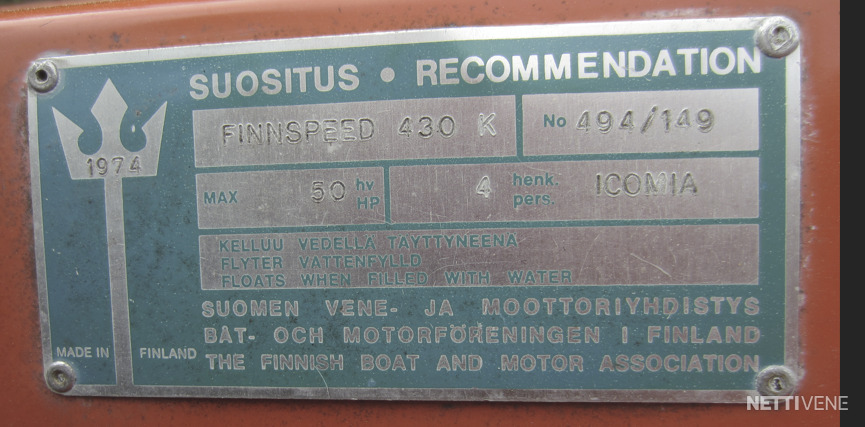 SUOSITUS • RECOMMENDATION
FINNSPEED 430 K No 494/149
1974
MAX 50 hv HP 4 henk. pers. ICOMIA
KELLUU VEDELLÄ TÄYTTYNEENÄ
FLYTER VATTENFYLLD
FLOATS WHEN FILLED WITH WATER
SUOMEN VENE- JA MOOTTORIYHDISTYS
BÅT- OCH MOTORFÖRENINGEN I FINLAND
MADE IN FINLAND
THE FINNISH BOAT AND MOTOR ASSOCIATION
NETTIVENE